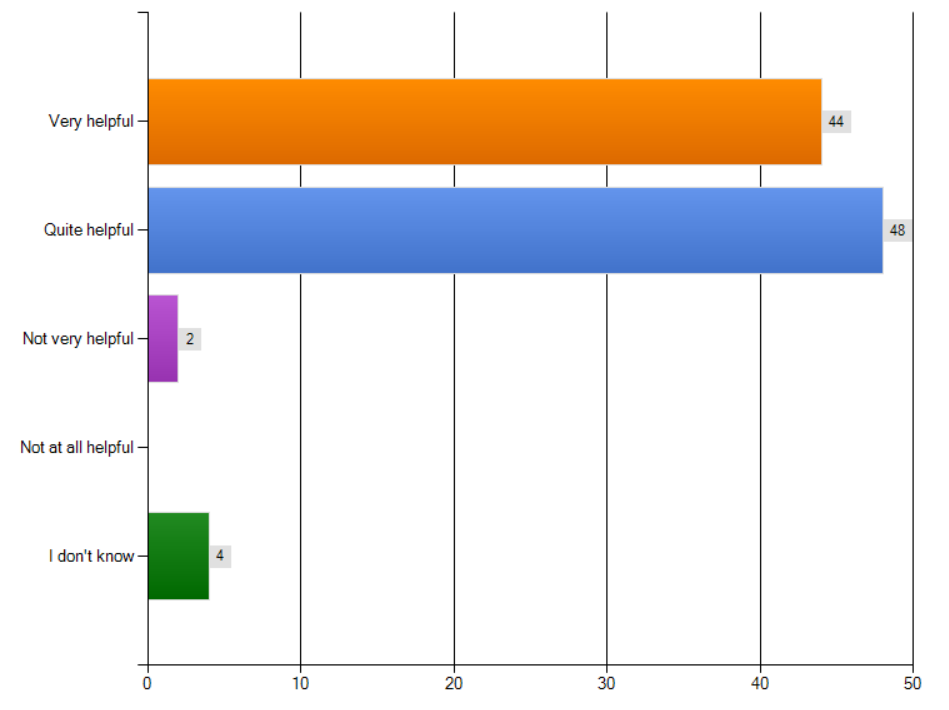 Very helpful 44
Quite helpful 48
Not very helpful 2
Not at all helpful
I don't know 4
0 10 20 30 40 50